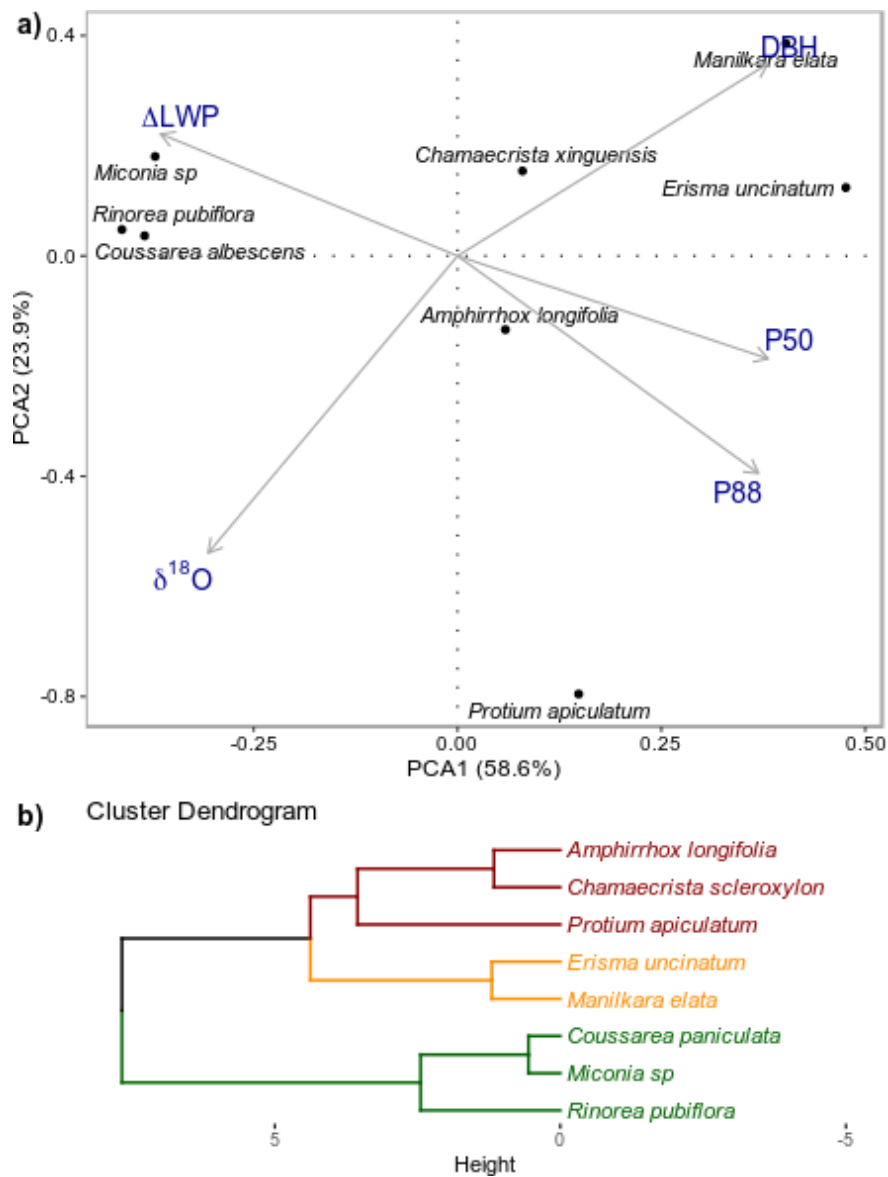 a)
0.4
DBH
Manilkara elata
ΔLWP
Chamaecrista xinguensis
Miconia sp
Erisma uncinatum
Rinorea pubiflora
Coussarea albescens
0.0
Amphirrhox longifolia
P50
PCA2 (23.9%)
-0.4
P88
δ¹⁸O
-0.8
Protium apiculatum
-0.25
0.00
0.25
0.50
PCA1 (58.6%)
b)
Cluster Dendrogram
Amphirrhox longifolia
Chamaecrista scleroxylon
Protium apiculatum
Erisma uncinatum
Manilkara elata
Coussarea paniculata
Miconia sp
Rinorea pubiflora
5
0
-5
Height